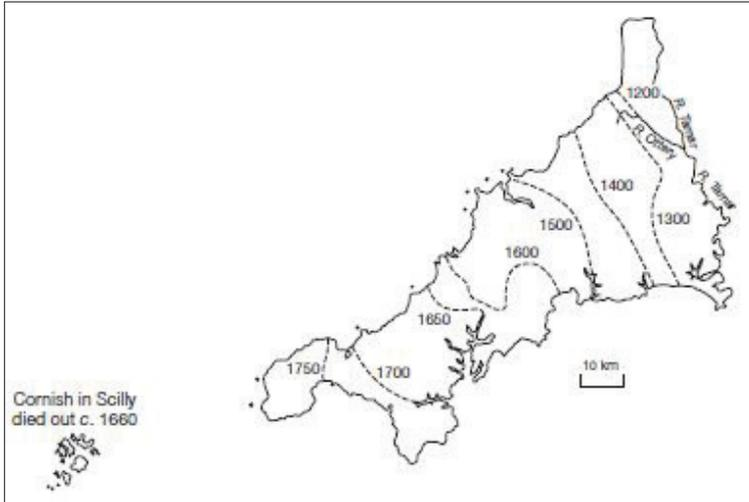 1200
R. Tamar
R. Ottery
R. Tamar
1400
1300
1500
1600
1650
1750
1700
10 km
Cornish in Scilly
died out c. 1660